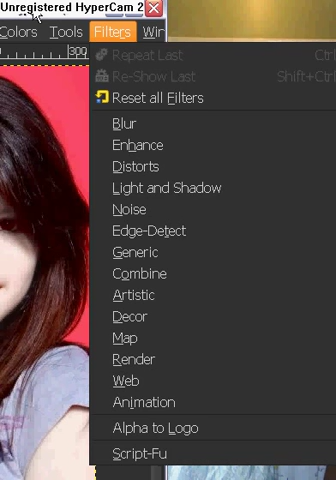 Unregistered HyperCam 2
Colors Tools Filters Win
300
Repeat Last Ctrl
Re-Show Last Shift+Ctrl
Reset all Filters
Blur
Enhance
Distorts
Light and Shadow
Noise
Edge-Detect
Generic
Combine
Artistic
Decor
Map
Render
Web
Animation
Alpha to Logo
Script-Fu